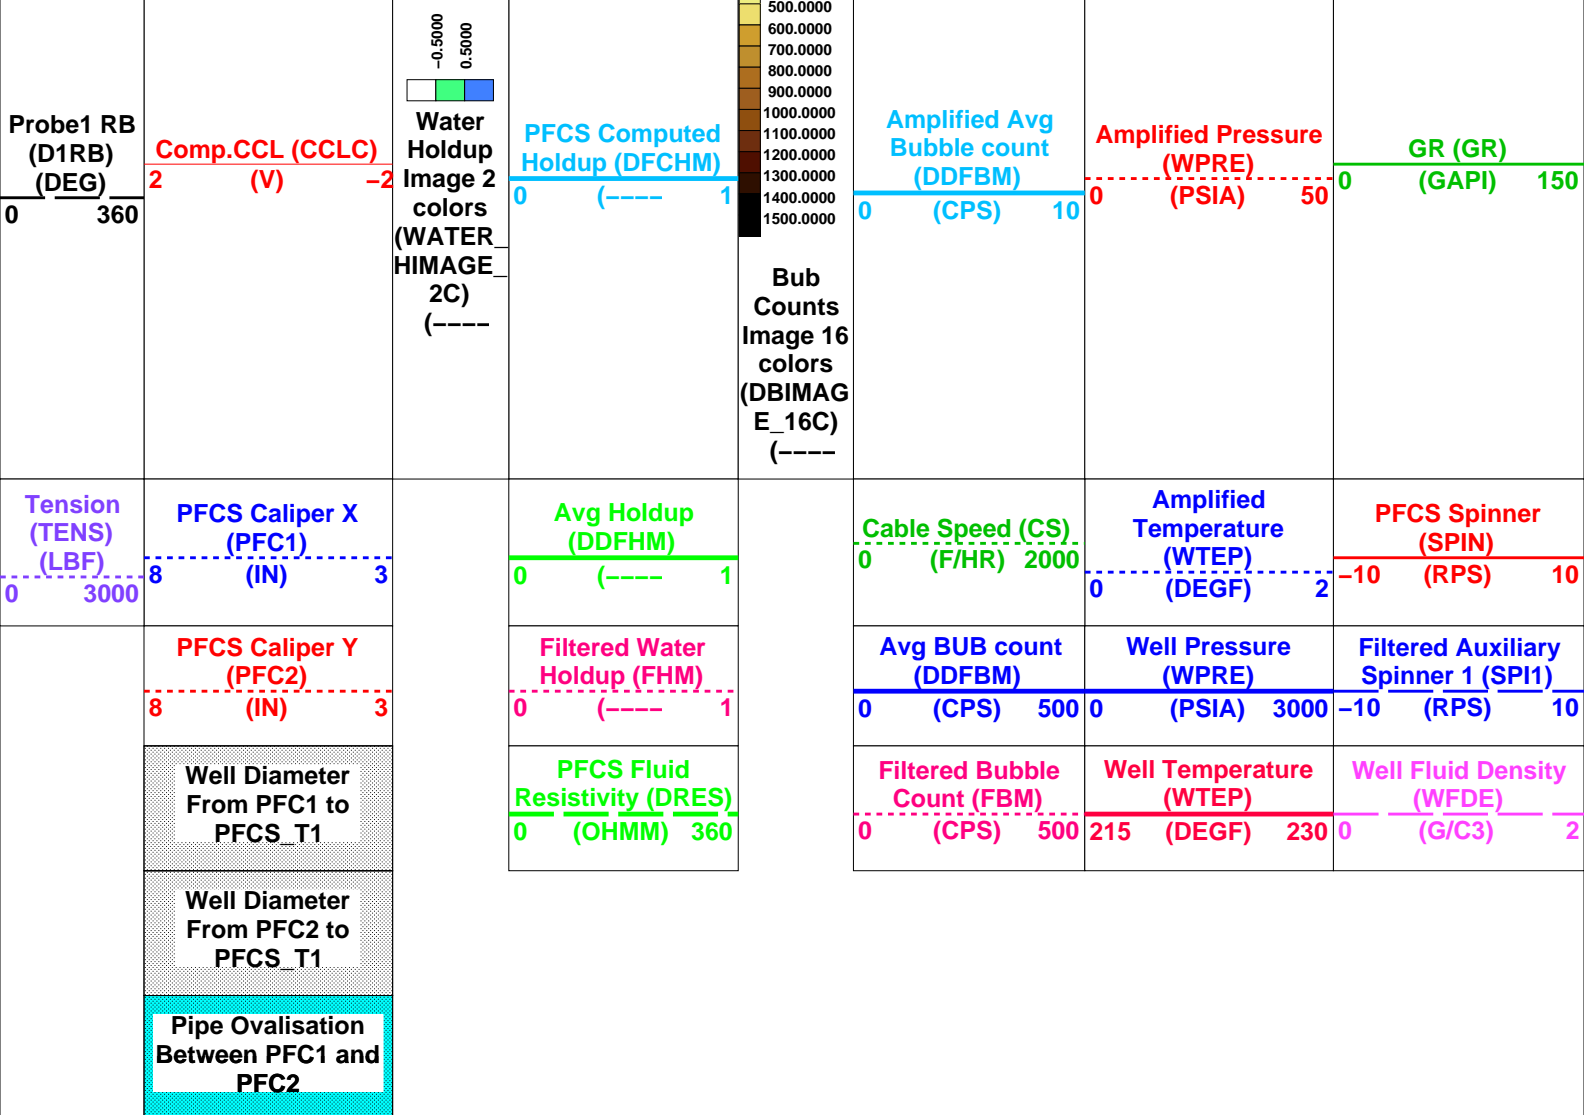 Probe1 RB
(D1RB)
(DEG)
0 360
Comp.CCL (CCLC)
2 (V) −2
−0.5000
0.5000
Water
Holdup
Image 2
colors
(WATER_
HIMAGE_
2C)
(−−−−
PFCS Computed
Holdup (DFCHM)
0 (−−−− 1
500.0000
600.0000
700.0000
800.0000
900.0000
1000.0000
1100.0000
1200.0000
1300.0000
1400.0000
1500.0000
Bub
Counts
Image 16
colors
(DBIMAG
E_16C)
(−−−−
Amplified Avg
Bubble count
(DDFBM)
0 (CPS) 10
Amplified Pressure
(WPRE)
0 (PSIA) 50
GR (GR)
0 (GAPI) 150
Tension
(TENS)
(LBF)
0 3000
PFCS Caliper X
(PFC1)
8 (IN) 3
Avg Holdup
(DDFHM)
0 (−−−− 1
Cable Speed (CS)
0 (F/HR) 2000
Amplified
Temperature
(WTEP)
0 (DEGF) 2
PFCS Spinner
(SPIN)
−10 (RPS) 10
PFCS Caliper Y
(PFC2)
8 (IN) 3
Filtered Water
Holdup (FHM)
0 (−−−− 1
Avg BUB count
(DDFBM)
0 (CPS) 500
Well Pressure
(WPRE)
0 (PSIA) 3000
Filtered Auxiliary
Spinner 1 (SPI1)
−10 (RPS) 10
Well Diameter
From PFC1 to
PFCS_T1
PFCS Fluid
Resistivity (DRES)
0 (OHMM) 360
Filtered Bubble
Count (FBM)
0 (CPS) 500
Well Temperature
(WTEP)
215 (DEGF) 230
Well Fluid Density
(WFDE)
0 (G/C3) 2
Well Diameter
From PFC2 to
PFCS_T1
Pipe Ovalisation
Between PFC1 and
PFC2